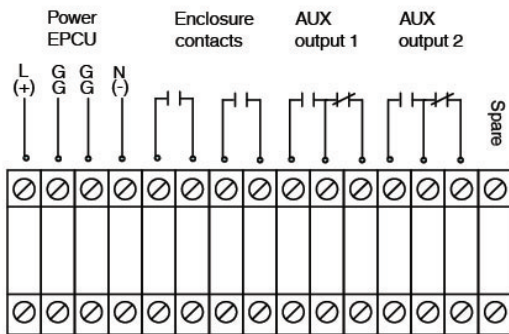 Power
EPCU
Enclosure
contacts
AUX
output 1
AUX
output 2
L
(+)
G
G
G
G
N
(-)
Spare